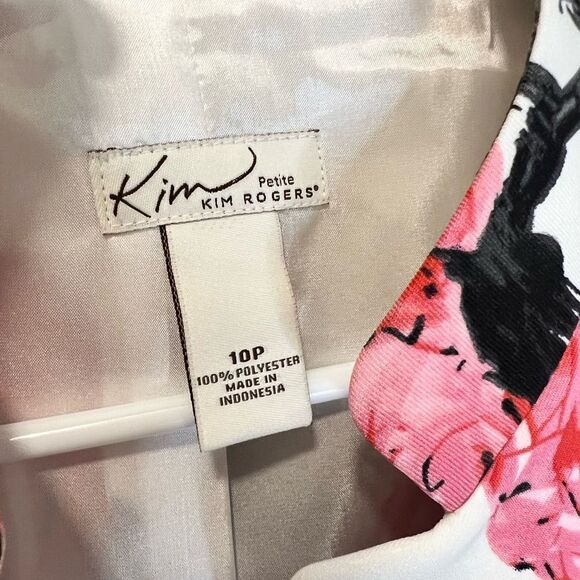 Kim Petite
KIM ROGERS®
10P
100% POLYESTER
MADE IN
INDONESIA